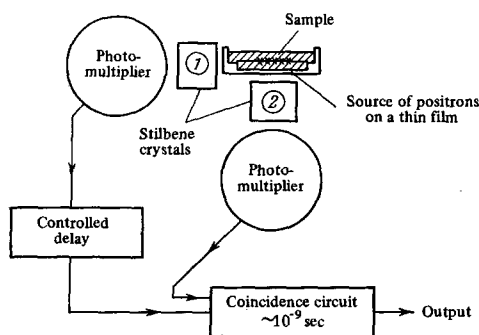 Sample
Photo-
multiplier
1
2
Source of positrons
on a thin film
Stilbene
crystals
Photo-
multiplier
Controlled
delay
Coincidence circuit
~10⁻⁹ sec
Output